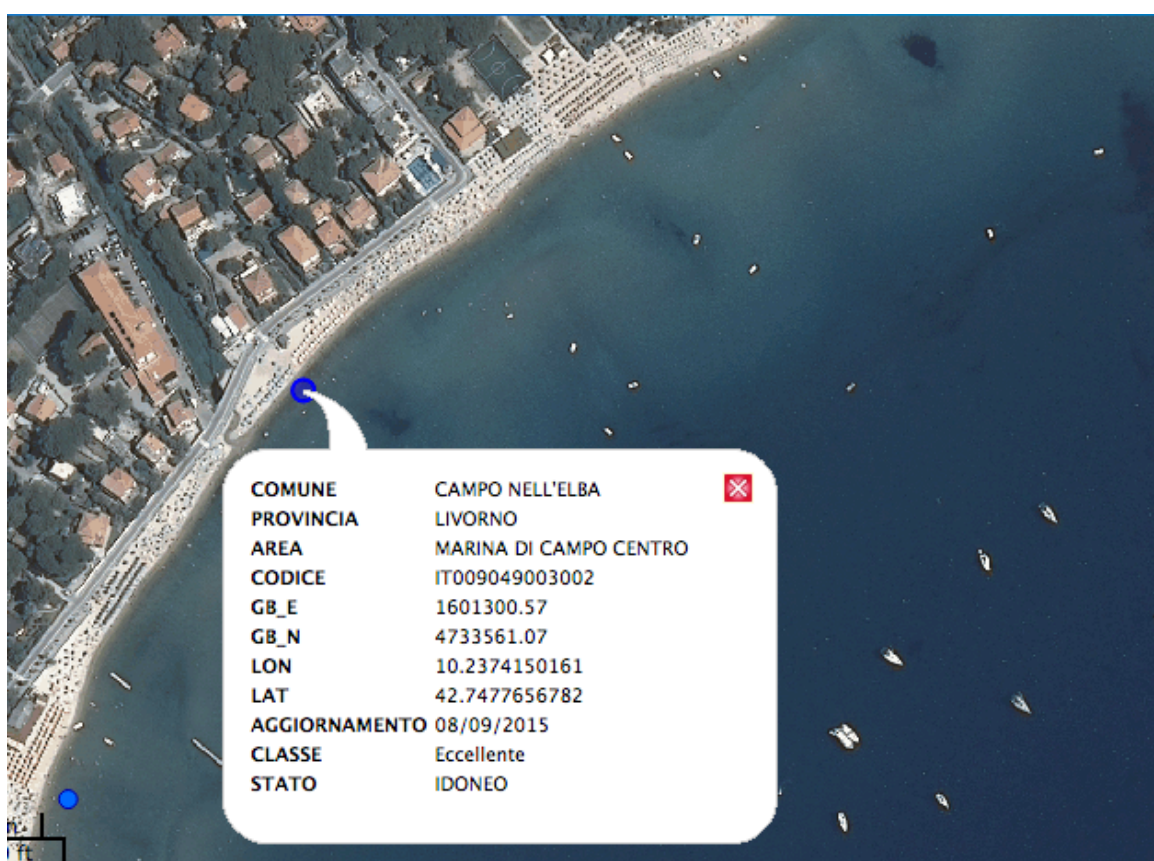 COMUNE CAMPO NELL'ELBA
PROVINCIA LIVORNO
AREA MARINA DI CAMPO CENTRO
CODICE IT009049003002
GB_E 1601300.57
GB_N 4733561.07
LON 10.2374150161
LAT 42.7477656782
AGGIORNAMENTO 08/09/2015
CLASSE Eccellente
STATO IDONEO
ft